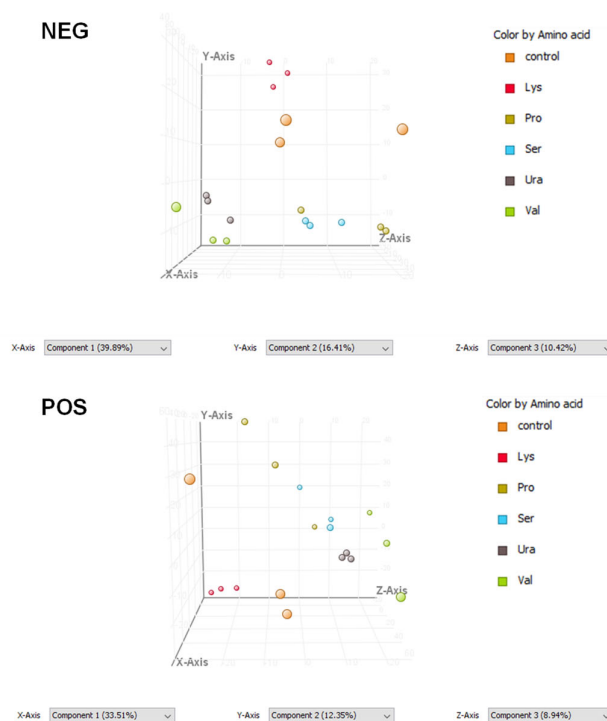 NEG
Color by Amino acid
control
Lys
Pro
Ser
Ura
Val
Y-Axis
Z-Axis
X-Axis
X-Axis Component 1 (39.89%) Y-Axis Component 2 (16.41%) Z-Axis Component 3 (10.42%)
POS
Color by Amino acid
control
Lys
Pro
Ser
Ura
Val
Y-Axis
Z-Axis
X-Axis
X-Axis Component 1 (33.51%) Y-Axis Component 2 (12.35%) Z-Axis Component 3 (8.94%)